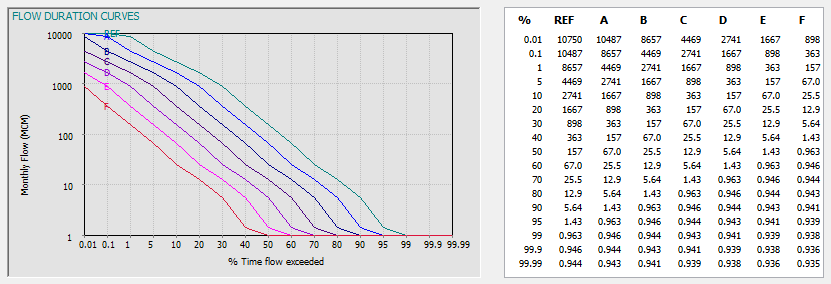 FLOW DURATION CURVES
10000
1000
100
10
1
Monthly Flow (MCM)
REF
A
B
C
D
E
F
0.01 0.1 1 5 10 20 30 40 50 60 70 80 90 95 99 99.9 99.99
% Time flow exceeded
% REF A B C D E F
0.01 10750 10487 8657 4469 2741 1667 898
0.1 10487 8657 4469 2741 1667 898 363
1 8657 4469 2741 1667 898 363 157
5 4469 2741 1667 898 363 157 67.0
10 2741 1667 898 363 157 67.0 25.5
20 1667 898 363 157 67.0 25.5 12.9
30 898 363 157 67.0 25.5 12.9 5.64
40 363 157 67.0 25.5 12.9 5.64 1.43
50 157 67.0 25.5 12.9 5.64 1.43 0.963
60 67.0 25.5 12.9 5.64 1.43 0.963 0.946
70 25.5 12.9 5.64 1.43 0.963 0.946 0.944
80 12.9 5.64 1.43 0.963 0.946 0.944 0.943
90 5.64 1.43 0.963 0.946 0.944 0.943 0.941
95 1.43 0.963 0.946 0.944 0.943 0.941 0.939
99 0.963 0.946 0.944 0.943 0.941 0.939 0.938
99.9 0.946 0.944 0.943 0.941 0.939 0.938 0.936
99.99 0.944 0.943 0.941 0.939 0.938 0.936 0.935